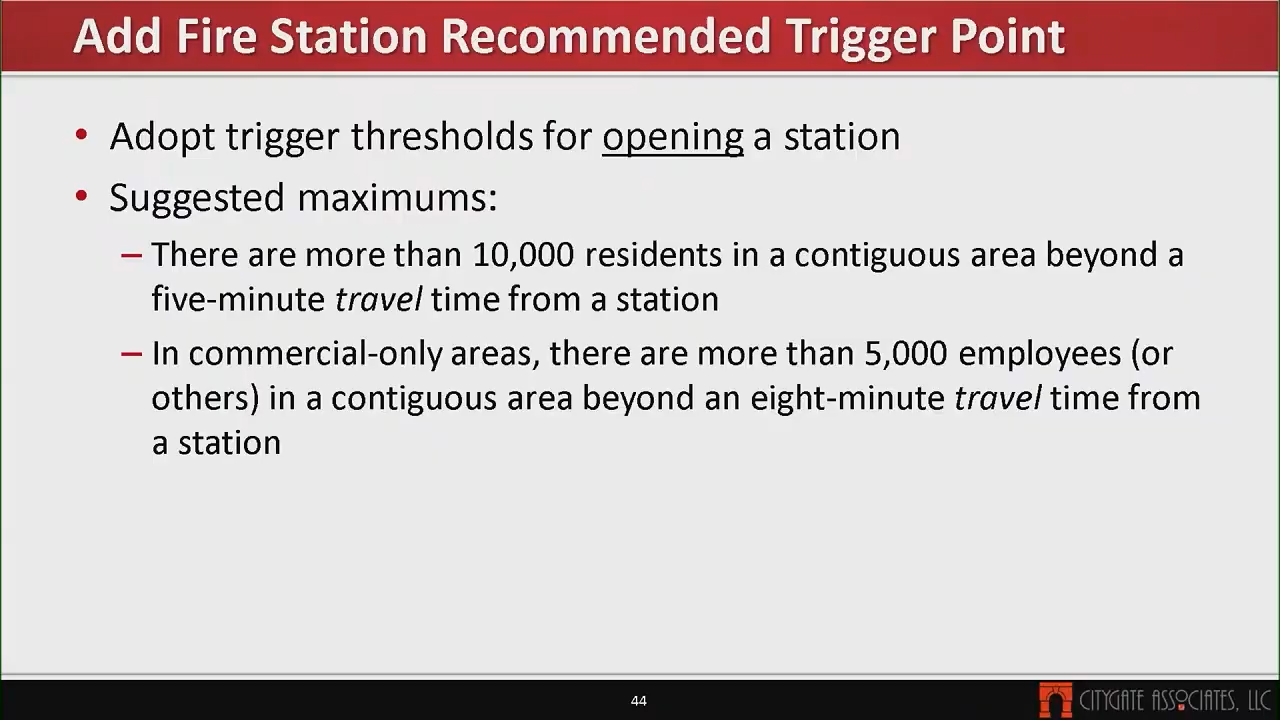 Add Fire Station Recommended Trigger Point
• Adopt trigger thresholds for opening a station
• Suggested maximums:
– There are more than 10,000 residents in a contiguous area beyond a
five-minute travel time from a station
– In commercial-only areas, there are more than 5,000 employees (or
others) in a contiguous area beyond an eight-minute travel time from
a station
44
CITYGATE ASSOCIATES, LLC